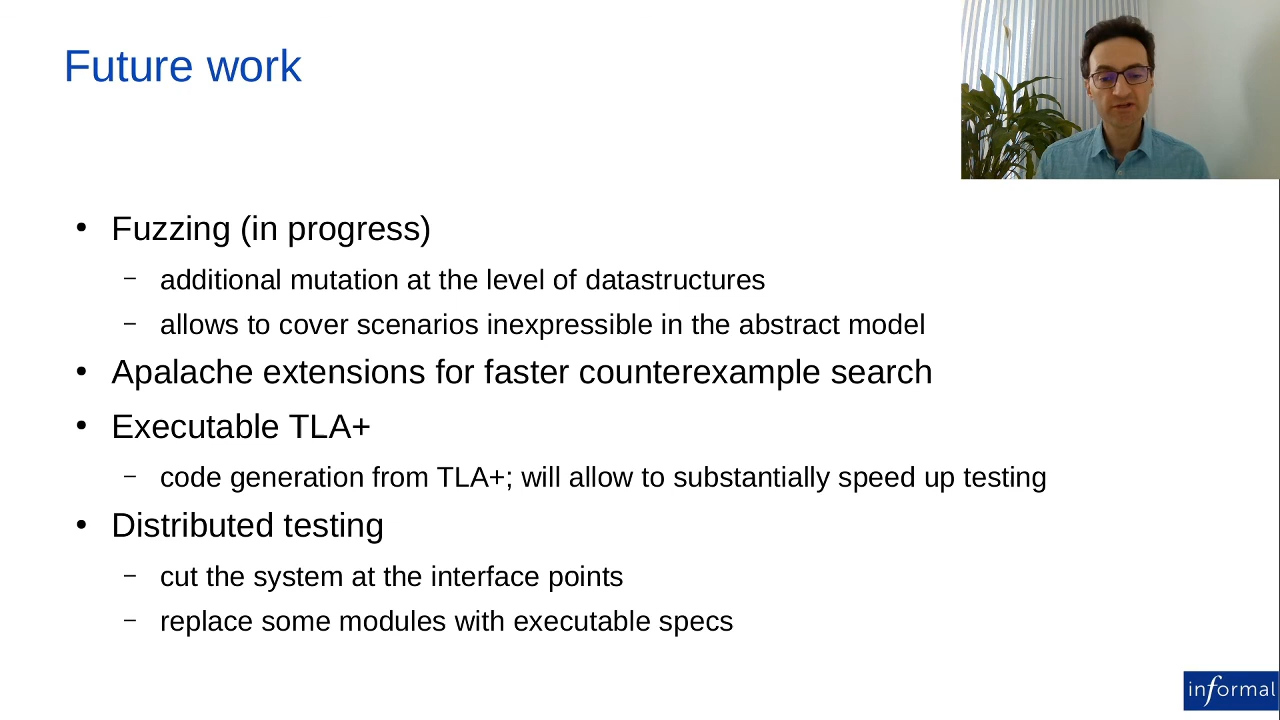 Future work
• Fuzzing (in progress)
– additional mutation at the level of datastructures
– allows to cover scenarios inexpressible in the abstract model
• Apalache extensions for faster counterexample search
• Executable TLA+
– code generation from TLA+; will allow to substantially speed up testing
• Distributed testing
– cut the system at the interface points
– replace some modules with executable specs
informal